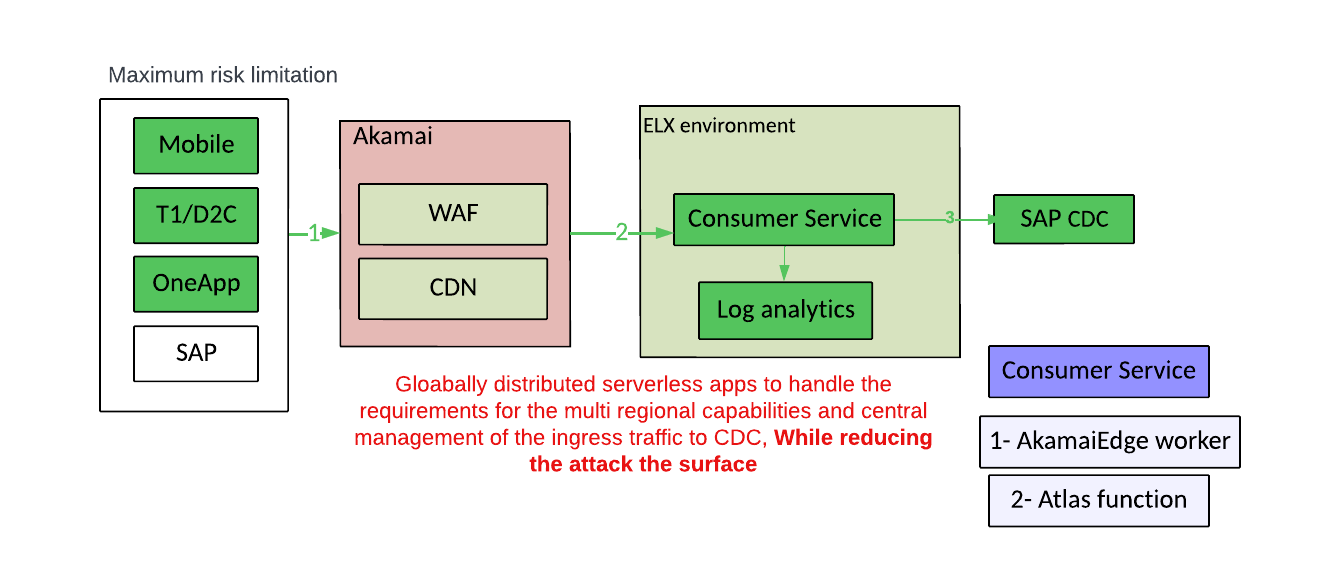 Maximum risk limitation
Mobile
T1/D2C
OneApp
SAP
1
Akamai
WAF
CDN
2
ELX environment
Consumer Service
Log analytics
3
SAP CDC
Gloabally distributed serverless apps to handle the
requirements for the multi regional capabilities and central
management of the ingress traffic to CDC, While reducing
the attack the surface
Consumer Service
1- AkamaiEdge worker
2- Atlas function